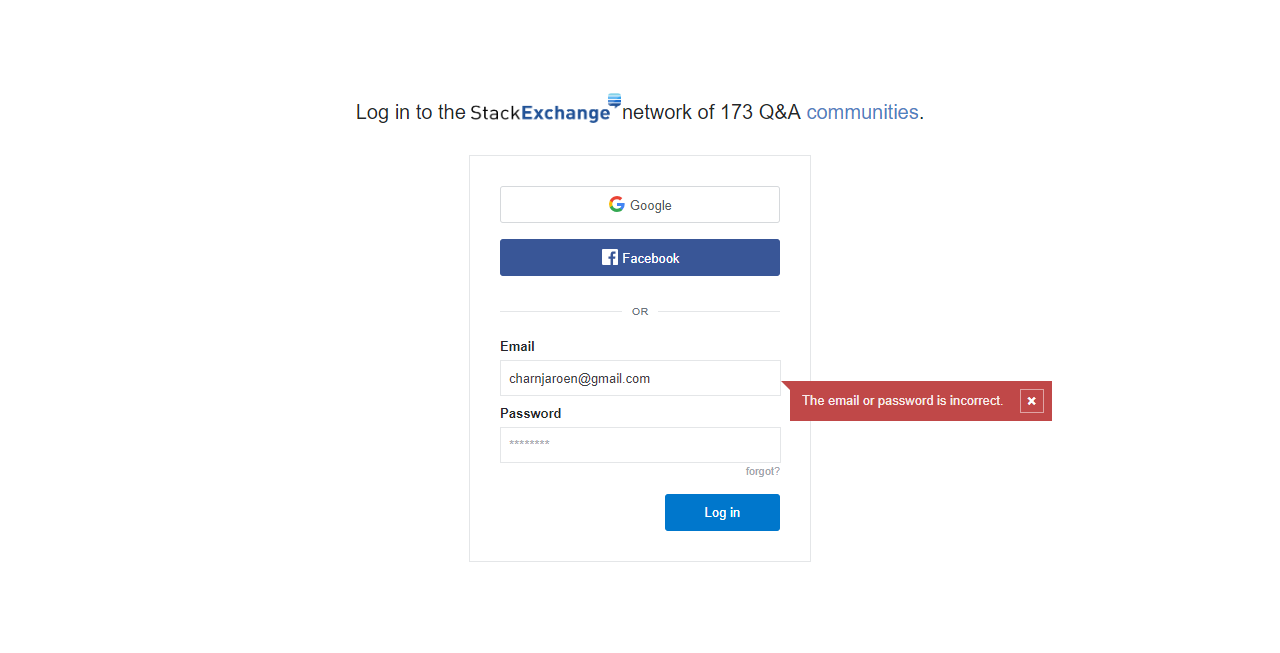 Log in to the StackExchange network of 173 Q&A communities.
Google
Facebook
OR
Email
charnjaroen@gmail.com
The email or password is incorrect.
Password
********
forgot?
Log in